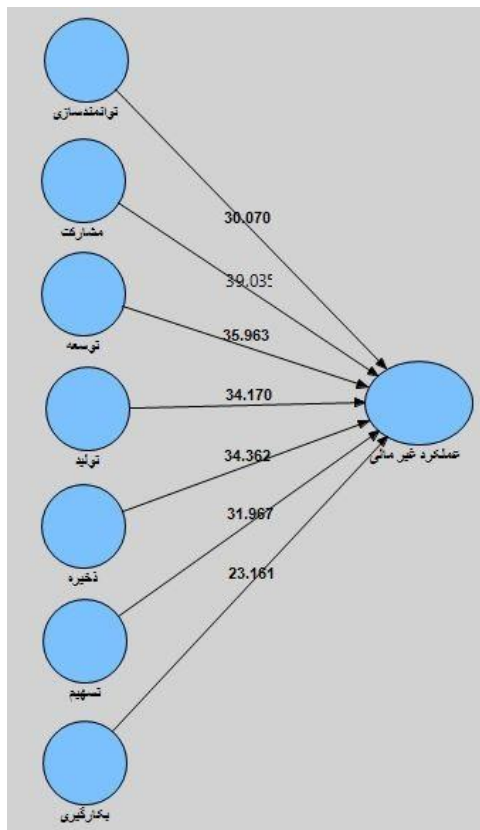 توانمندسازی
30.070
مشارکت
39.035
35.963
توسعه
34.170
تولید
عملکرد غیر مالی
34.362
31.967
ذخیره
23.161
تسهیم
بکارگیری